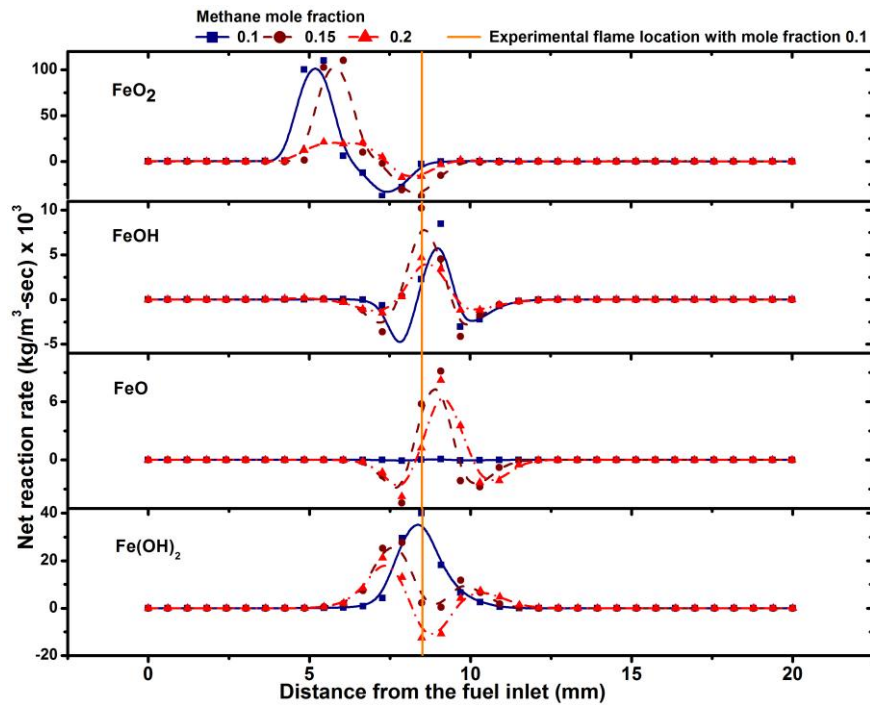 Methane mole fraction
0.1 0.15 0.2 Experimental flame location with mole fraction 0.1
FeO2
100
50
0
FeOH
10
5
0
-5
FeO
6
0
Fe(OH)2
40
20
0
-20
Net reaction rate (kg/m³-sec) x 10³
0 5 10 15 20
Distance from the fuel inlet (mm)